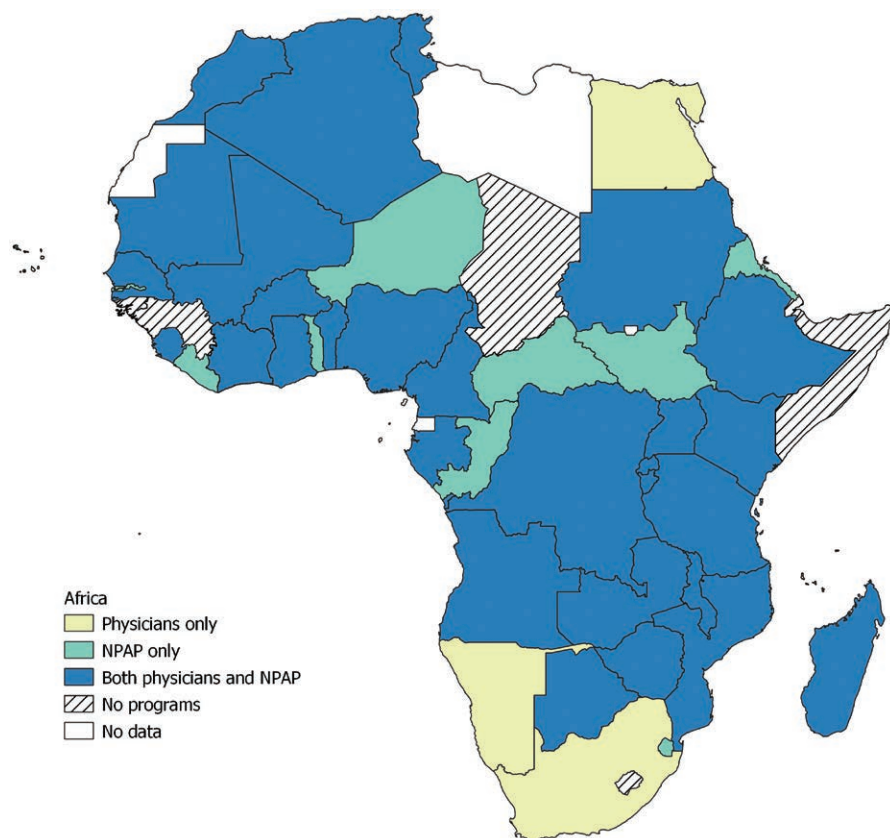 Africa
Physicians only
NPAP only
Both physicians and NPAP
No programs
No data